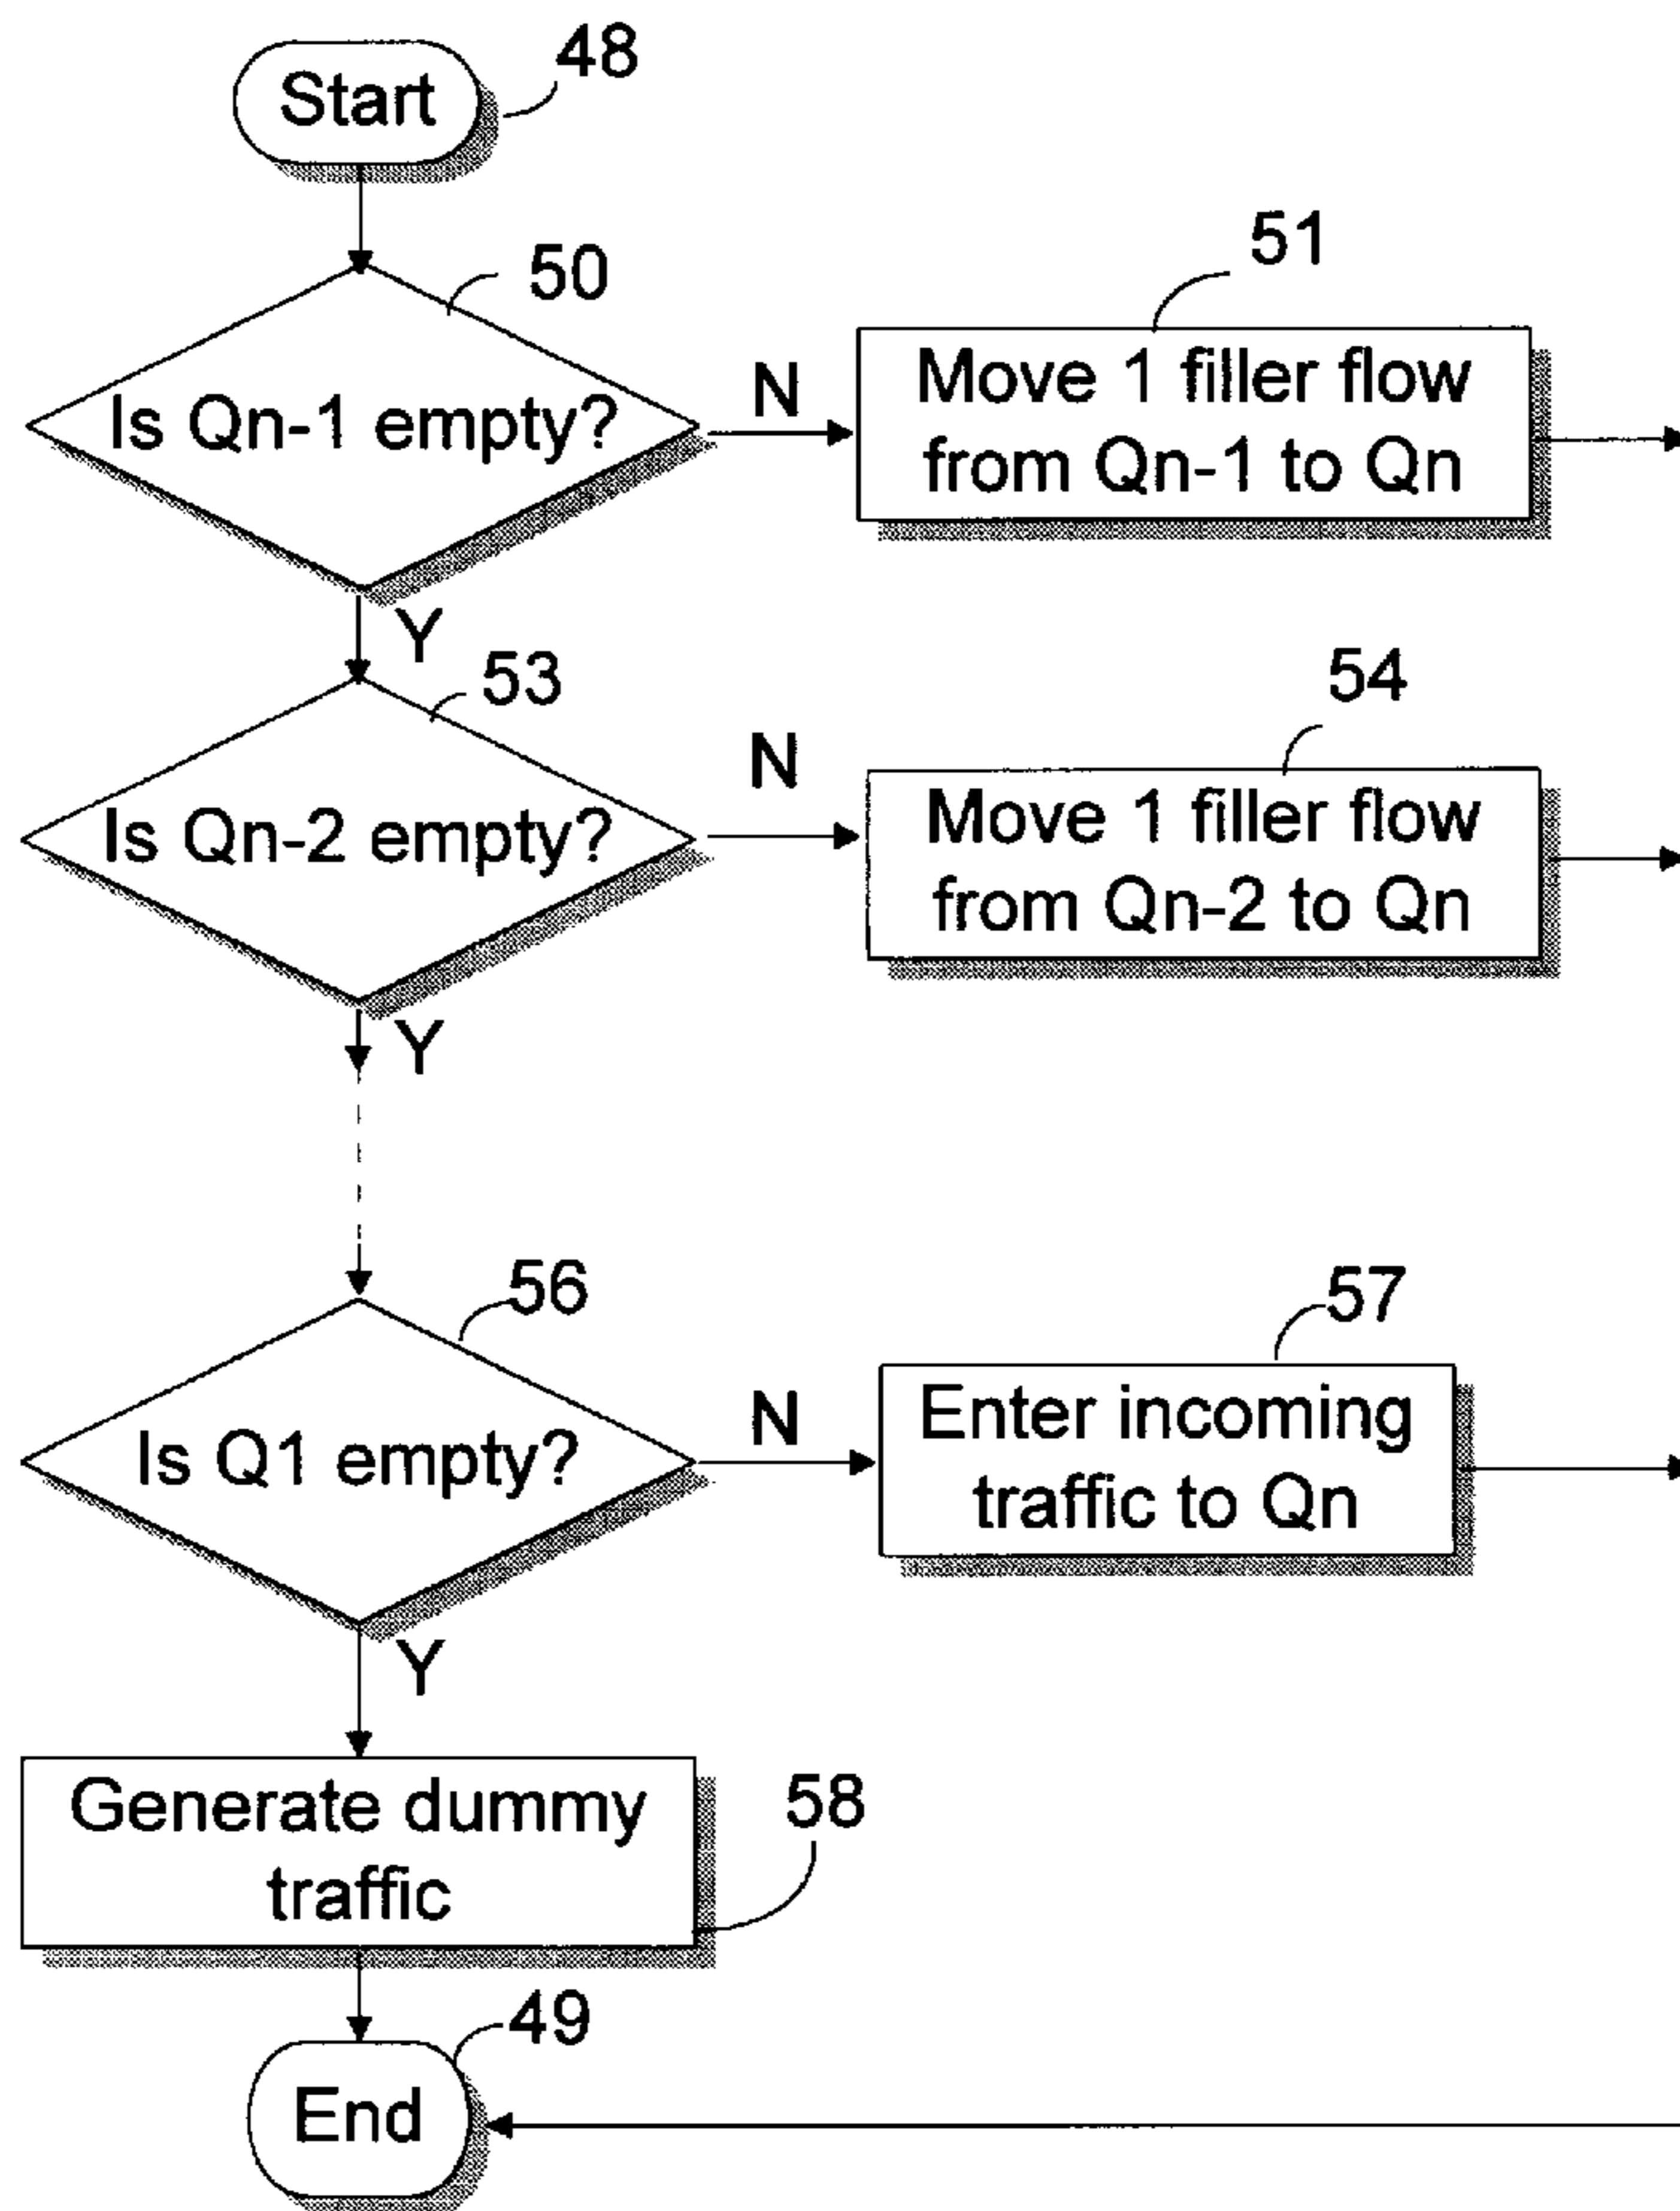 Start
48
50
Is Qn-1 empty?
N
51
Move 1 filler flow
from Qn-1 to Qn
Y
53
Is Qn-2 empty?
N
54
Move 1 filler flow
from Qn-2 to Qn
Y
56
Is Q1 empty?
N
57
Enter incoming
traffic to Qn
Y
Generate dummy
traffic
58
49
End